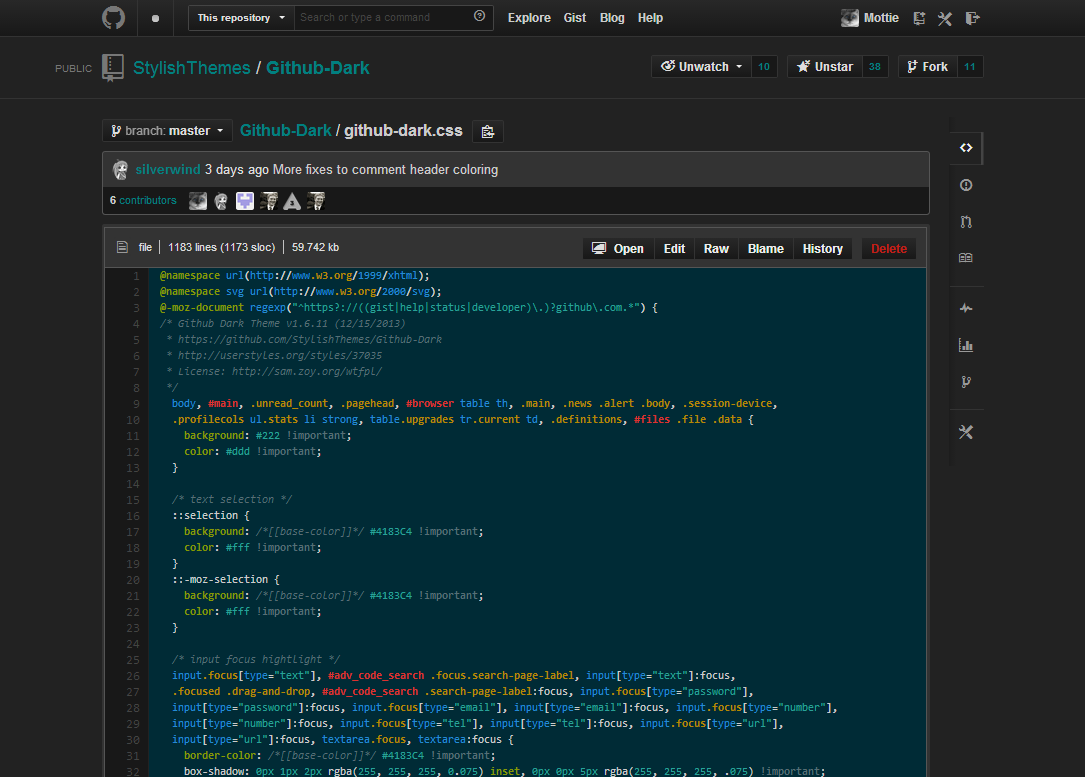 This repository Search or type a command Explore Gist Blog Help Mottie
PUBLIC StylishThemes / Github-Dark Unwatch 10 Unstar 38 Fork 11
branch: master Github-Dark / github-dark.css
silverwind 3 days ago More fixes to comment header coloring
6 contributors
file 1183 lines (1173 sloc) 59.742 kb Open Edit Raw Blame History Delete
1 @namespace url(http://www.w3.org/1999/xhtml);
2 @namespace svg url(http://www.w3.org/2000/svg);
3 @-moz-document regexp("^https?://((gist|help|status|developer)\.)?github\.com.*") {
4 /* Github Dark Theme v1.6.11 (12/15/2013)
5  * https://github.com/StylishThemes/Github-Dark
6  * http://userstyles.org/styles/37035
7  * License: http://sam.zoy.org/wtfpl/
8  */
9   body, #main, .unread_count, .pagehead, #browser table th, .main, .news .alert .body, .session-device,
10   .profilecols ul.stats li strong, table.upgrades tr.current td, .definitions, #files .file .data {
11     background: #222 !important;
12     color: #ddd !important;
13   }
14
15   /* text selection */
16   ::selection {
17     background: /*[[base-color]]*/ #4183C4 !important;
18     color: #fff !important;
19   }
20   ::-moz-selection {
21     background: /*[[base-color]]*/ #4183C4 !important;
22     color: #fff !important;
23   }
24
25   /* input focus hightlight */
26   input.focus[type="text"], #adv_code_search .focus.search-page-label, input[type="text"]:focus,
27   .focused .drag-and-drop, #adv_code_search .search-page-label:focus, input.focus[type="password"],
28   input[type="password"]:focus, input.focus[type="email"], input[type="email"]:focus, input.focus[type="number"],
29   input[type="number"]:focus, input.focus[type="tel"], input[type="tel"]:focus, input.focus[type="url"],
30   input[type="url"]:focus, textarea.focus, textarea:focus {
31     border-color: /*[[base-color]]*/ #4183C4 !important;
32     box-shadow: 0px 1px 2px rgba(255, 255, 255, 0.075) inset, 0px 0px 5px rgba(255, 255, 255, .075) !important;